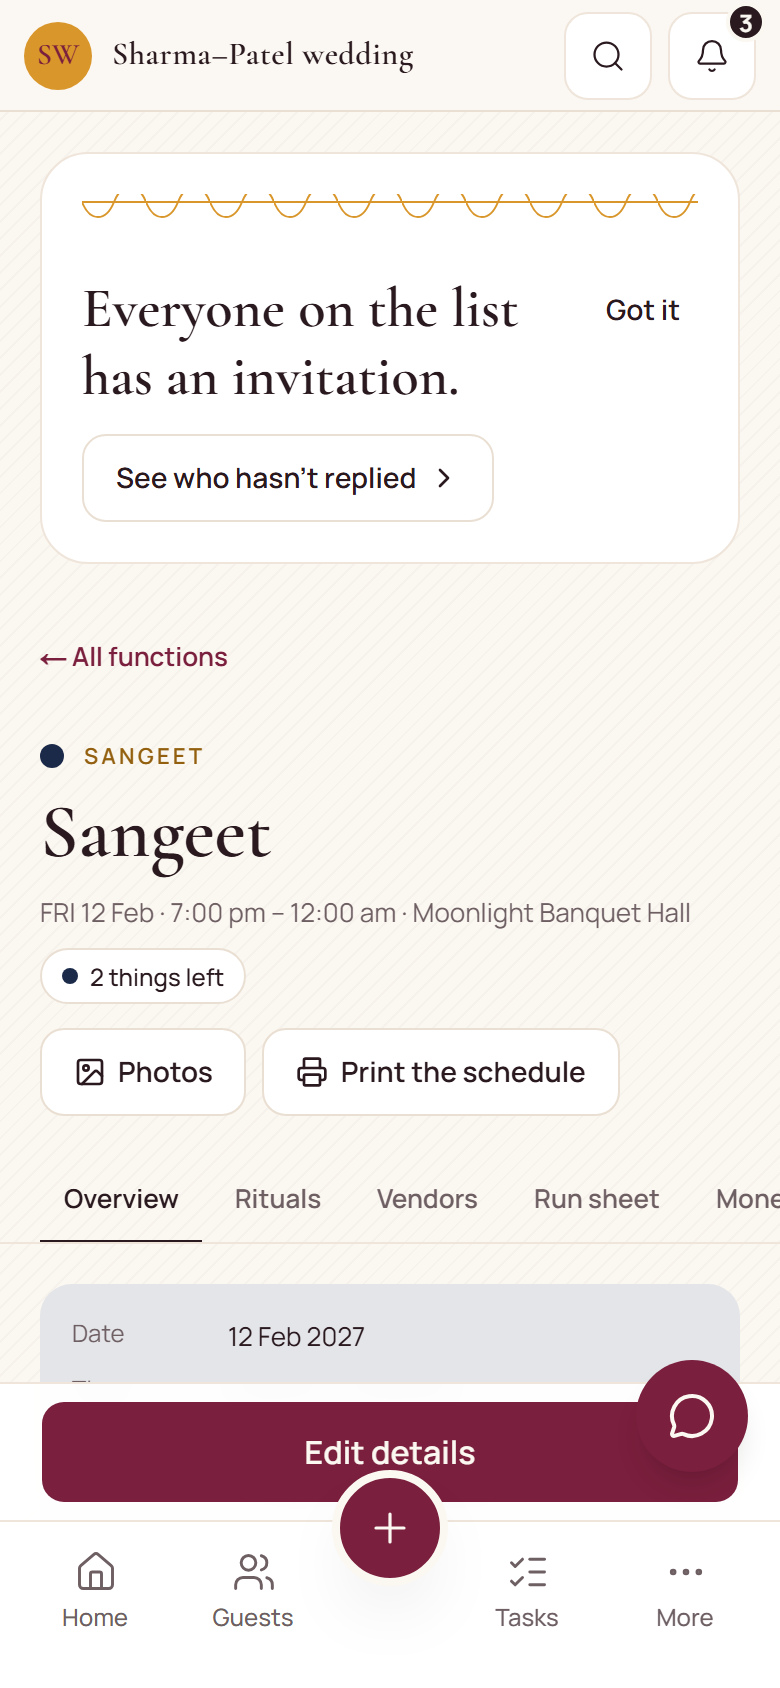 SW Sharma–Patel wedding
3
Everyone on the list
has an invitation.
Got it
See who hasn't replied
← All functions
SANGEET
Sangeet
FRI 12 Feb · 7:00 pm – 12:00 am · Moonlight Banquet Hall
2 things left
Photos
Print the schedule
Overview Rituals Vendors Run sheet
Date 12 Feb 2027
Edit details
Home Guests Tasks More